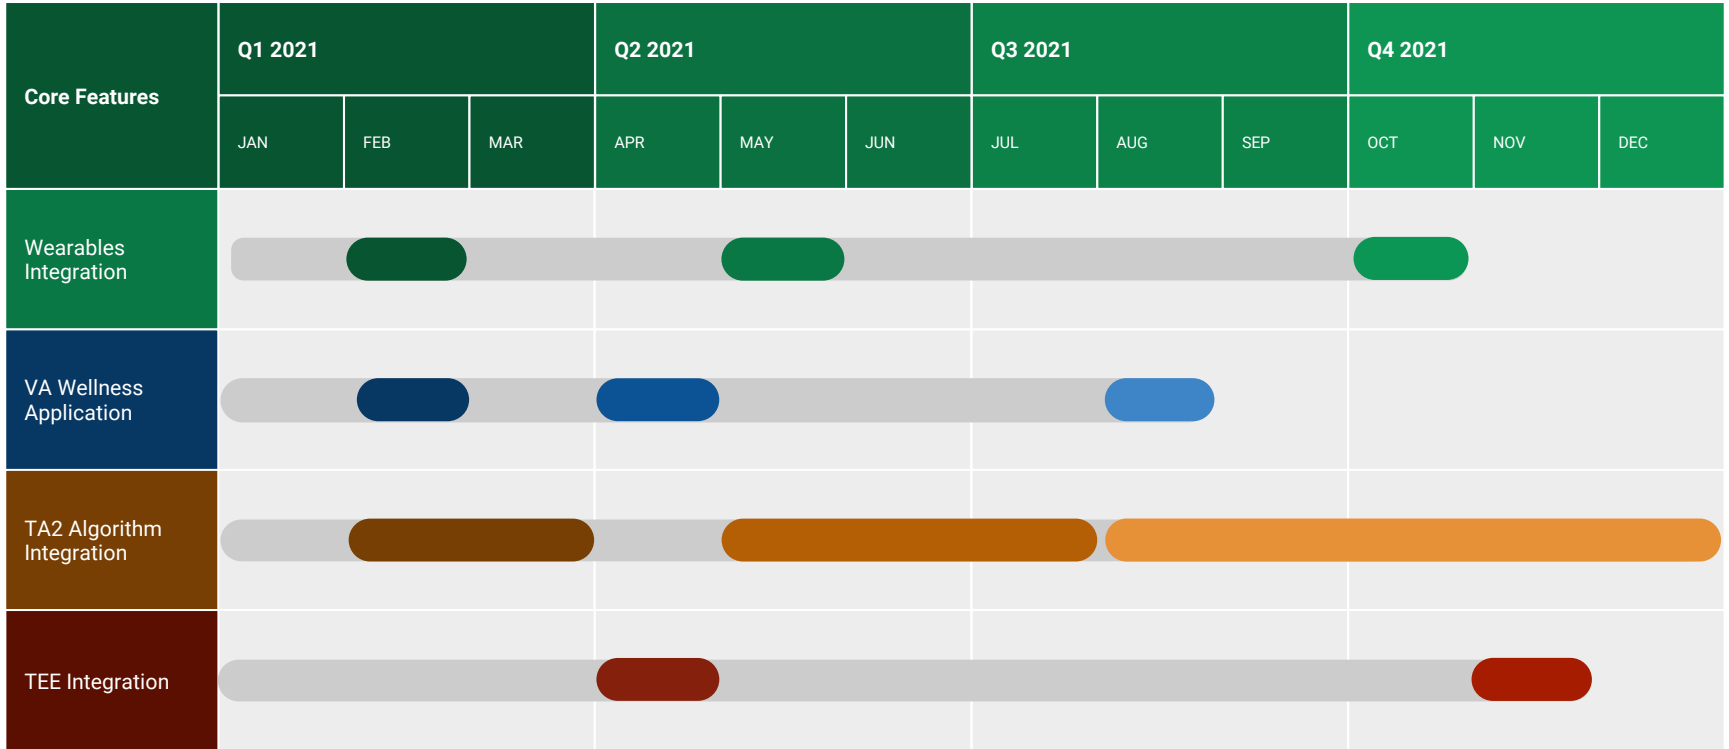 Core Features
Q1 2021
Q2 2021
Q3 2021
Q4 2021
JAN
FEB
MAR
APR
MAY
JUN
JUL
AUG
SEP
OCT
NOV
DEC
Wearables
Integration
VA Wellness
Application
TA2 Algorithm
Integration
TEE Integration